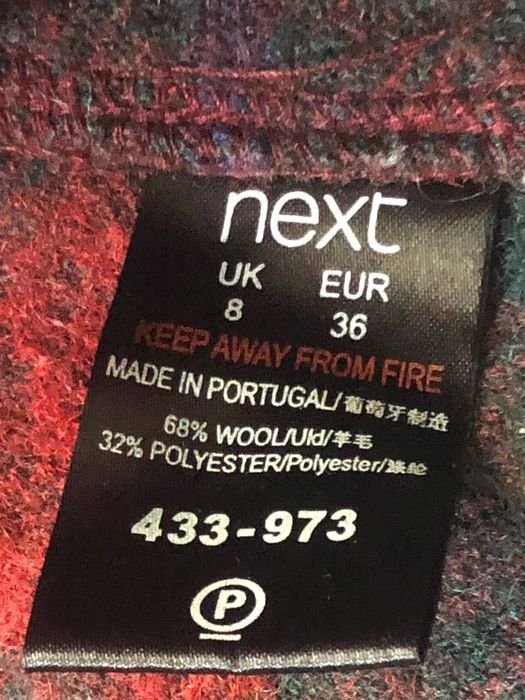 next
UK EUR
8 36
KEEP AWAY FROM FIRE
MADE IN PORTUGAL/葡萄牙制造
68% WOOL/Uld/羊毛
32% POLYESTER/Polyester/涤纶
433-973
P